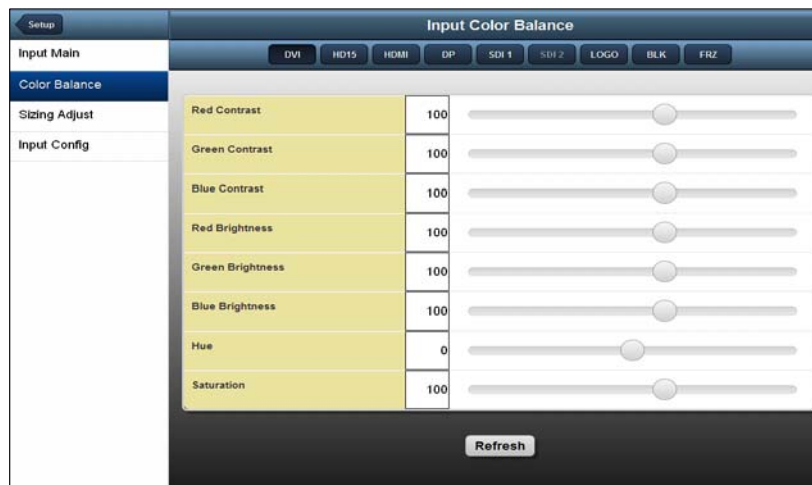 Setup
Input Color Balance
Input Main
DVI HD15 HDMI DP SDI 1 SDI 2 LOGO BLK FRZ
Color Balance
Sizing Adjust
Input Config
Red Contrast 100
Green Contrast 100
Blue Contrast 100
Red Brightness 100
Green Brightness 100
Blue Brightness 100
Hue 0
Saturation 100
Refresh